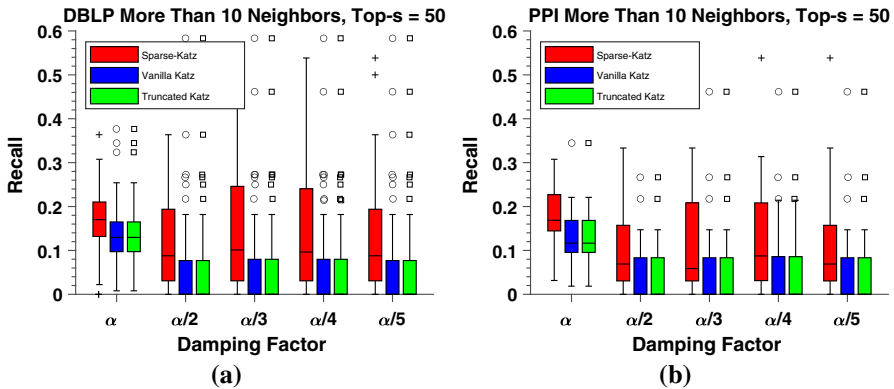 DBLP More Than 10 Neighbors, Top-s = 50
0.6
0.5
0.4
0.3
0.2
0.1
0
Recall
Sparse-Katz
Vanilla Katz
Truncated Katz
α α/2 α/3 α/4 α/5
Damping Factor
(a)
PPI More Than 10 Neighbors, Top-s = 50
0.6
0.5
0.4
0.3
0.2
0.1
0
Recall
Sparse-Katz
Vanilla Katz
Truncated Katz
α α/2 α/3 α/4 α/5
Damping Factor
(b)